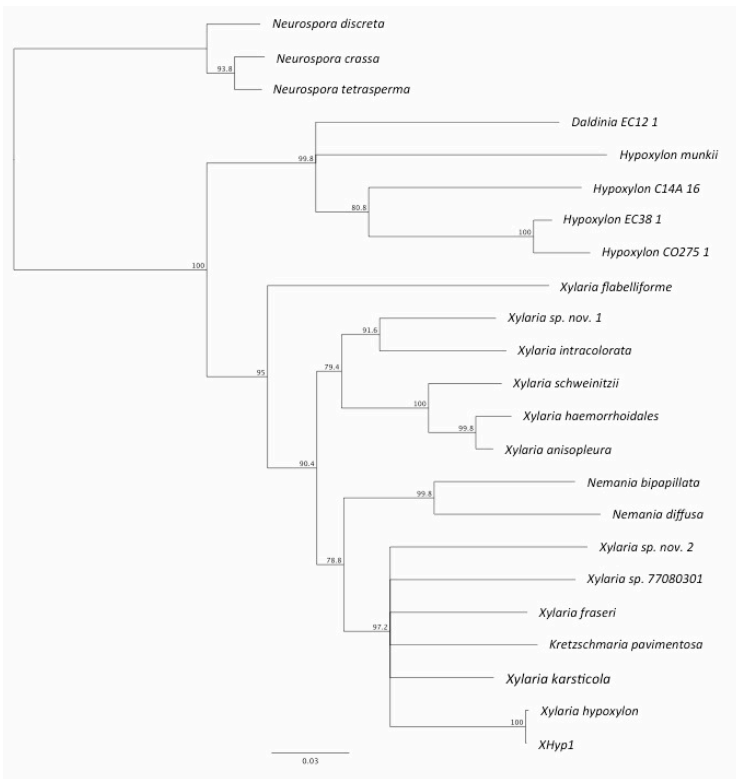 Neurospora discreta
Neurospora crassa
93.8
Neurospora tetrasperma
Daldinia EC12 1
Hypoxylon munkii
99.8
Hypoxylon C14A 16
80.8
Hypoxylon EC38 1
100
Hypoxylon CO275 1
100
Xylaria flabelliforme
Xylaria sp. nov. 1
91.6
Xylaria intracolorata
79.4
95
Xylaria schweinitzii
100
Xylaria haemorrhoidales
99.8
Xylaria anisopleura
90.4
Nemania bipapillata
99.8
Nemania diffusa
Xylaria sp. nov. 2
78.8
Xylaria sp. 77080301
Xylaria fraseri
97.2
Kretzschmaria pavimentosa
Xylaria karsticola
Xylaria hypoxylon
100
XHyp1
0.03